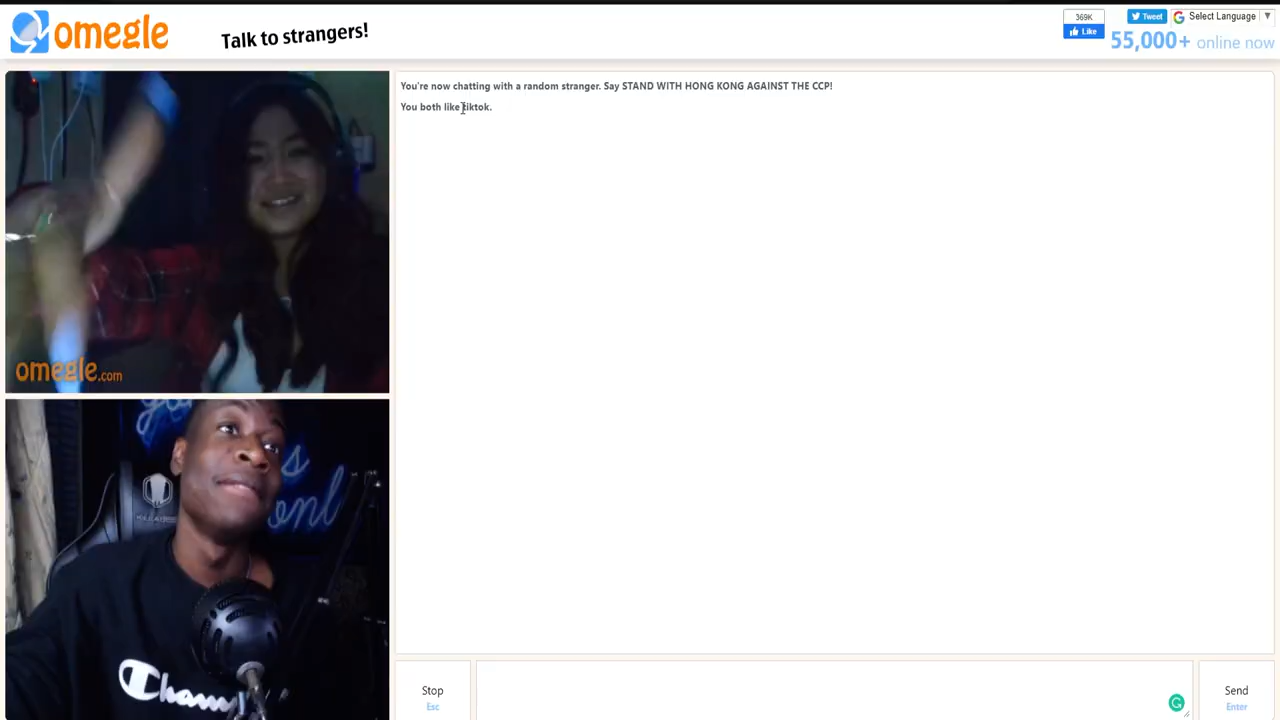 omegle
Talk to strangers!
369K
Like
Tweet
Select Language
55,000+ online now
You're now chatting with a random stranger. Say STAND WITH HONG KONG AGAINST THE CCP!
You both like tiktok.
omegle.com
Champ
Stop
Esc
Send
Enter